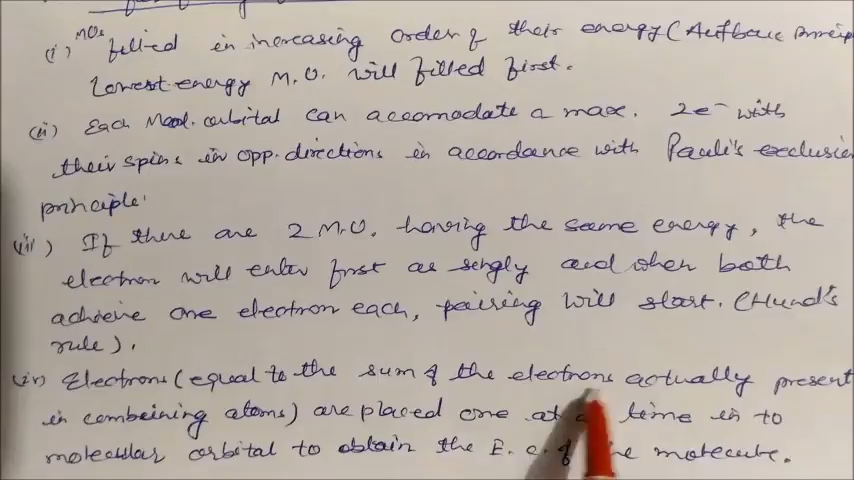 (i) MOs filled in increasing order of their energy (Aufbau Princip
Lowest energy M.O. will filled first.
(ii) Each Mool. orbital can accomodate a max. 2e⁻ with
their spins in opp. directions in accordance with Pauli's exclusion
principle.
(iii) If there are 2 M.O. having the same energy, the
electron will enter first as singly and when both
achieve one electron each, pairing will start. (Hund's
rule).
(iv) Electrons (equal to the sum of the electrons actually present
in combeining atoms) are placed one at a time in to
molecular orbital to obtain the E.C. of the molecule.